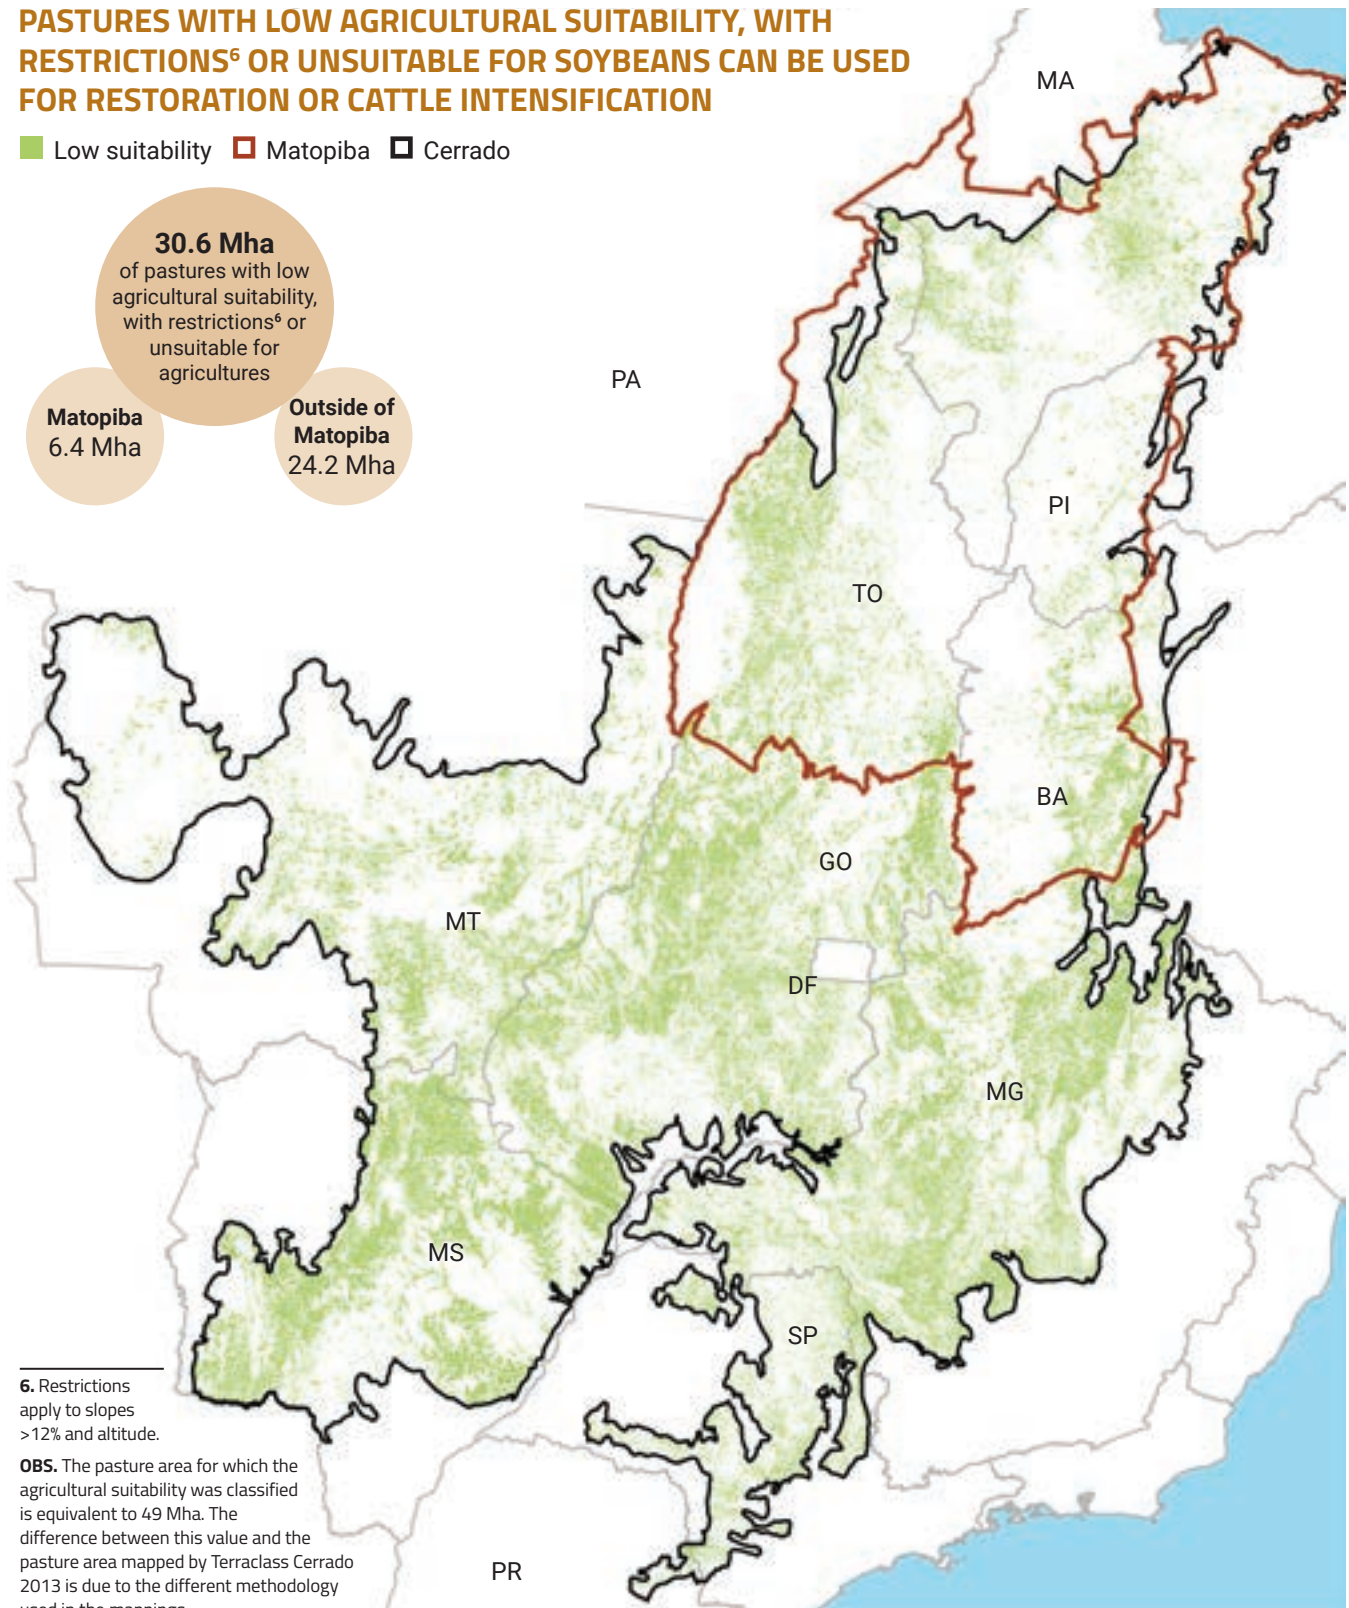 PASTURES WITH LOW AGRICULTURAL SUITABILITY, WITH
RESTRICTIONS⁶ OR UNSUITABLE FOR SOYBEANS CAN BE USED
FOR RESTORATION OR CATTLE INTENSIFICATION
Low suitability Matopiba Cerrado
30.6 Mha
of pastures with low
agricultural suitability,
with restrictions⁶ or
unsuitable for
agricultures
Matopiba
6.4 Mha
Outside of
Matopiba
24.2 Mha
MA
PA
PI
TO
BA
GO
MT
DF
MG
MS
SP
PR
6. Restrictions
apply to slopes
>12% and altitude.
OBS. The pasture area for which the
agricultural suitability was classified
is equivalent to 49 Mha. The
difference between this value and the
pasture area mapped by Terraclass Cerrado
2013 is due to the different methodology
used in the mappings